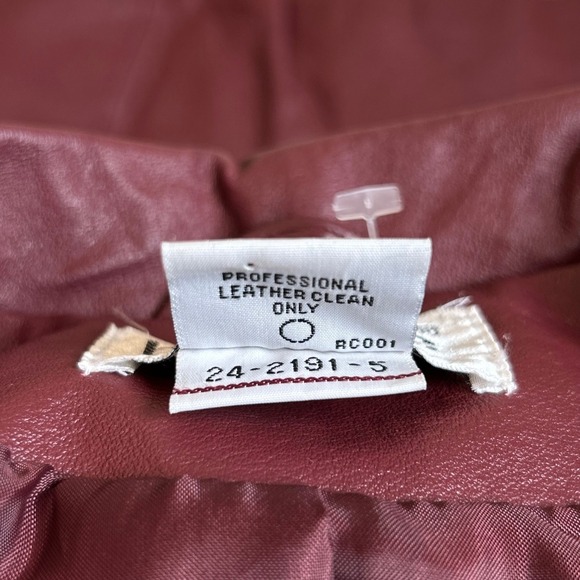 PROFESSIONAL
LEATHER CLEAN
ONLY
RC001
24-2191-5